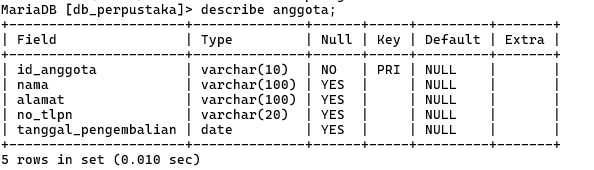 MariaDB [db_perpustaka]> describe anggota;
+----------------------+--------------+------+-----+---------+-------+
| Field                | Type         | Null | Key | Default | Extra |
+----------------------+--------------+------+-----+---------+-------+
| id_anggota           | varchar(10)  | NO   | PRI | NULL    |       |
| nama                 | varchar(100) | YES  |     | NULL    |       |
| alamat               | varchar(100) | YES  |     | NULL    |       |
| no_tlpn              | varchar(20)  | YES  |     | NULL    |       |
| tanggal_pengembalian | date         | YES  |     | NULL    |       |
+----------------------+--------------+------+-----+---------+-------+
5 rows in set (0.010 sec)